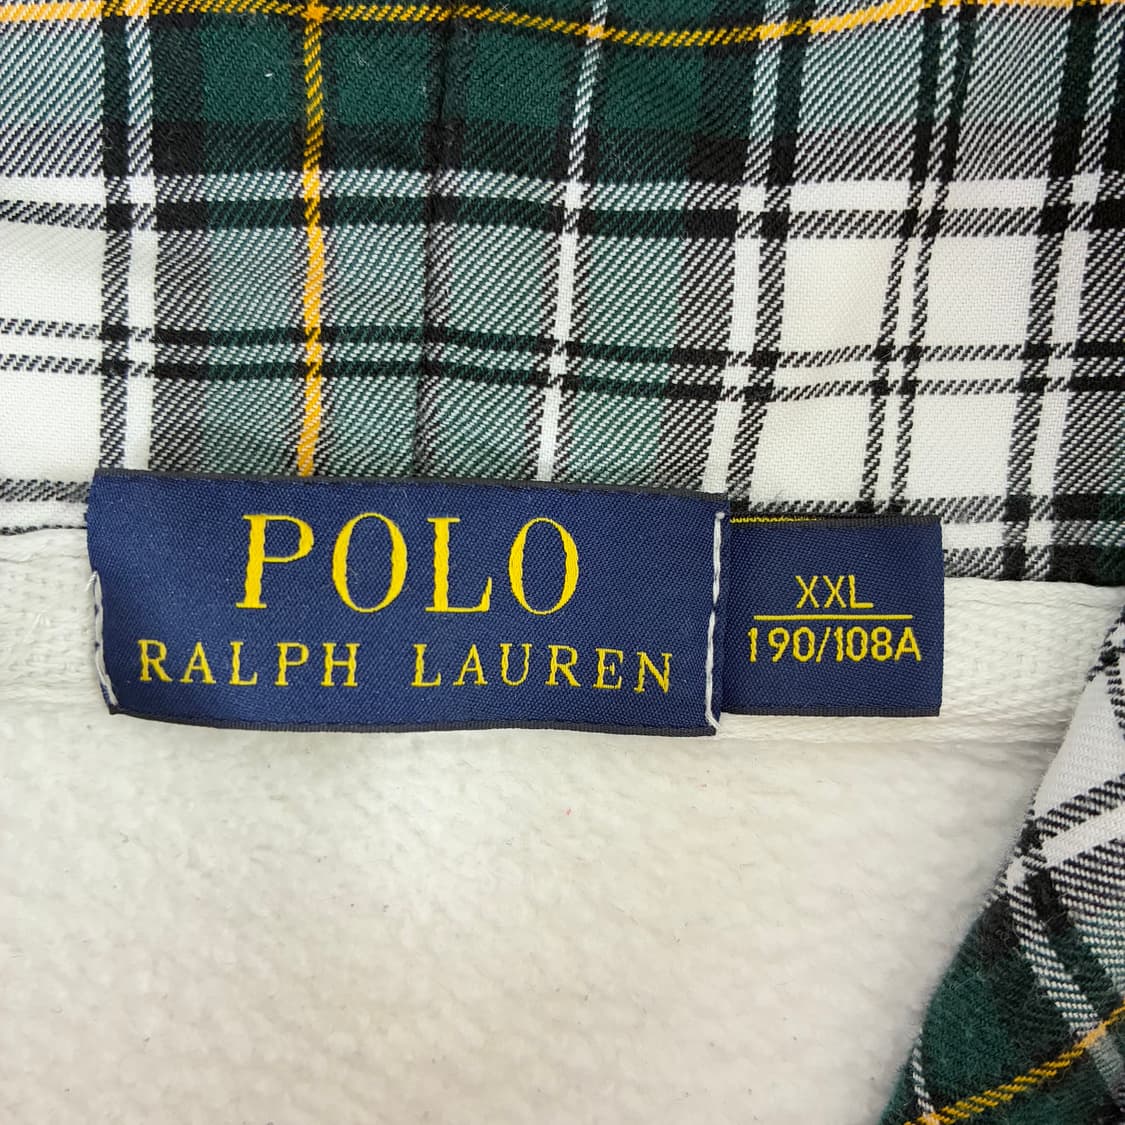 POLO
RALPH LAUREN
XXL
190/108A